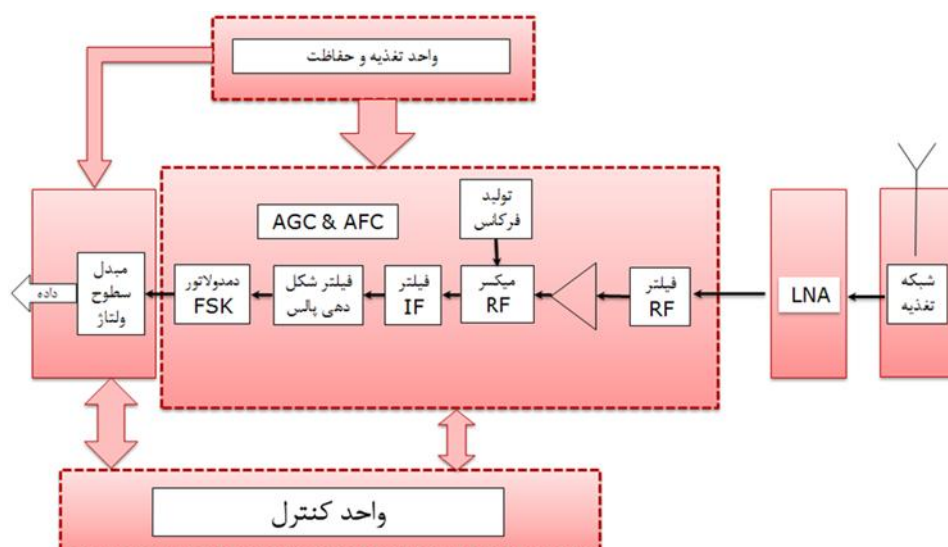 واحد تغذیه و حفاظت
تولید
فرکانس
AGC & AFC
شبکه
تغذیه
LNA
فیلتر
RF
میکسر
RF
فیلتر
IF
فیلتر شکل
دهی پالس
دمدولاتور
FSK
مبدل
سطوح
ولتاژ
داده
واحد کنترل